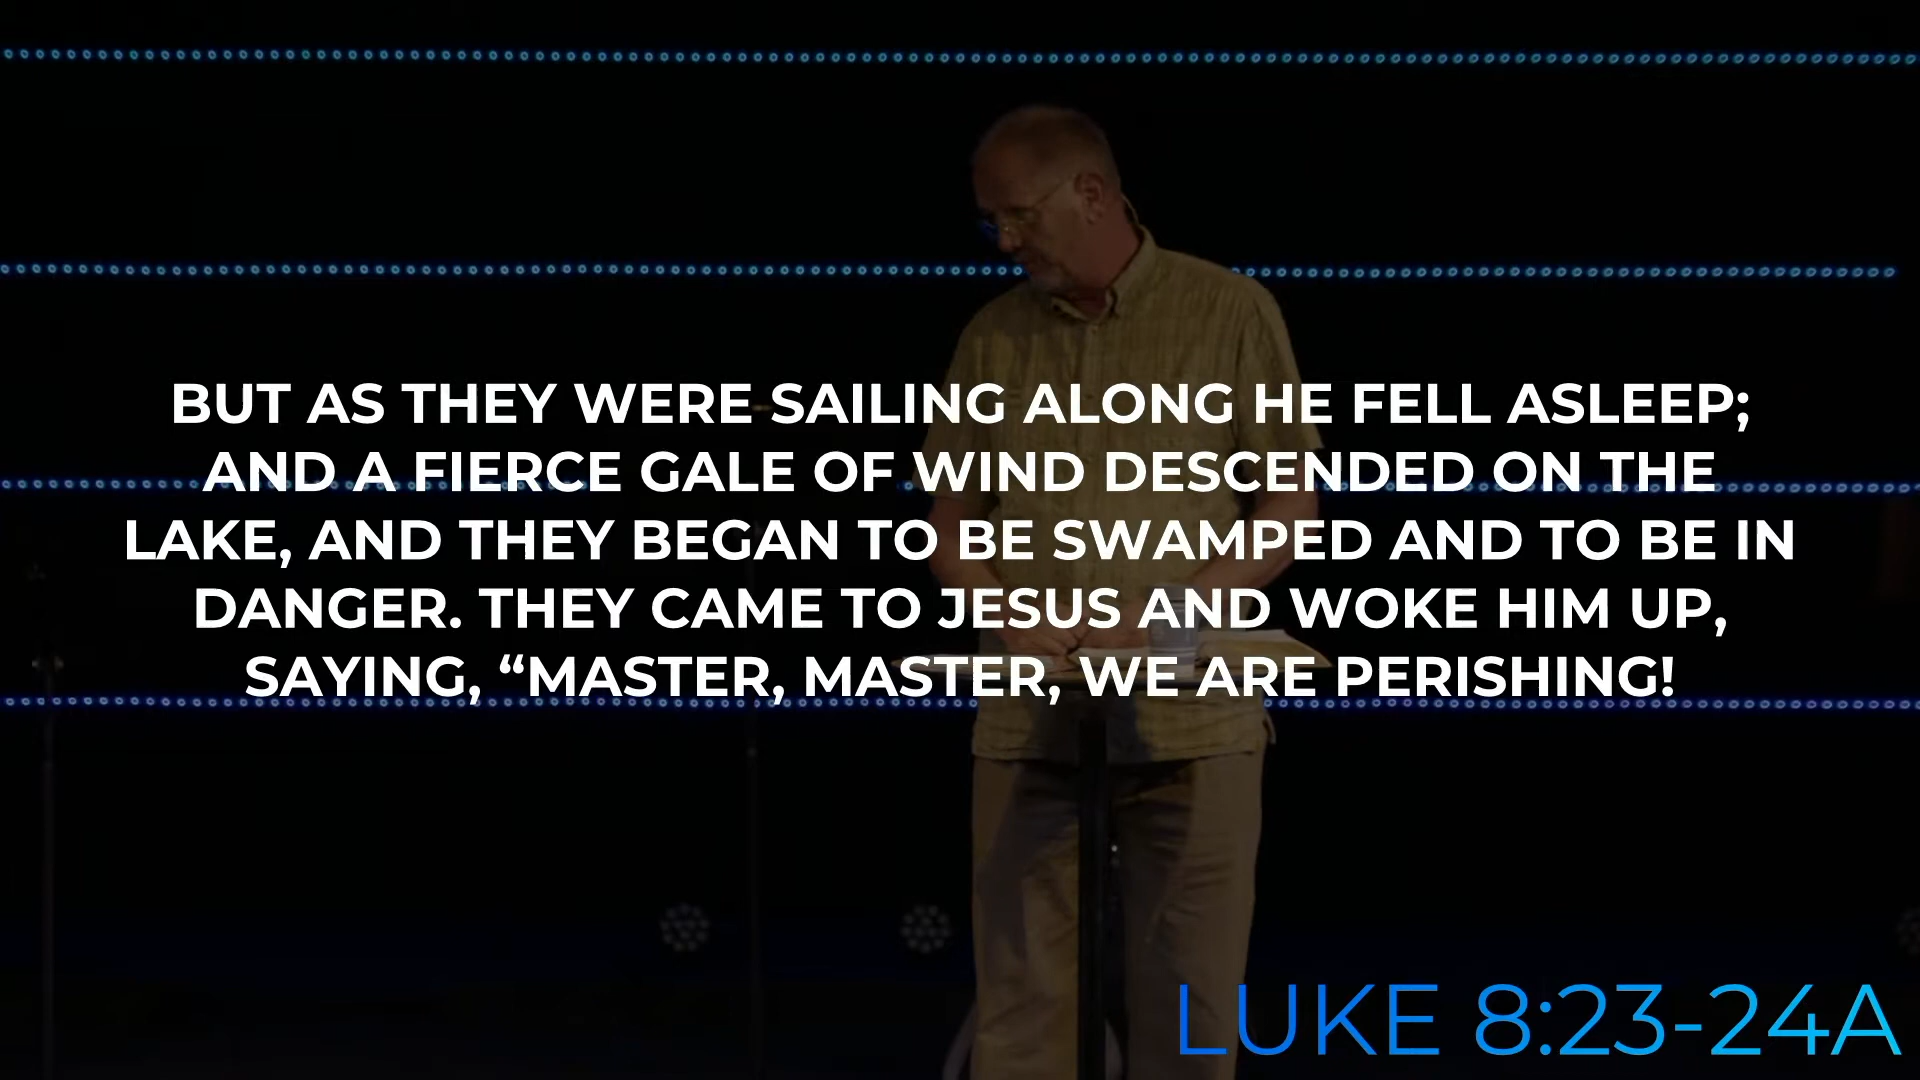 BUT AS THEY WERE SAILING ALONG HE FELL ASLEEP;
AND A FIERCE GALE OF WIND DESCENDED ON THE
LAKE, AND THEY BEGAN TO BE SWAMPED AND TO BE IN
DANGER. THEY CAME TO JESUS AND WOKE HIM UP,
SAYING, “MASTER, MASTER, WE ARE PERISHING!
LUKE 8:23-24A